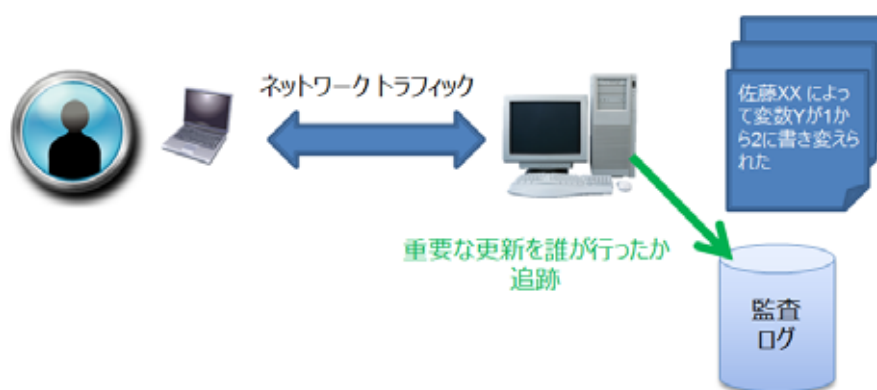 ネットワークトラフィック
佐藤XX によっ
て変数Yが1か
ら2に書き変えら
れた
重要な更新を誰が行ったか
追跡
監査
ログ